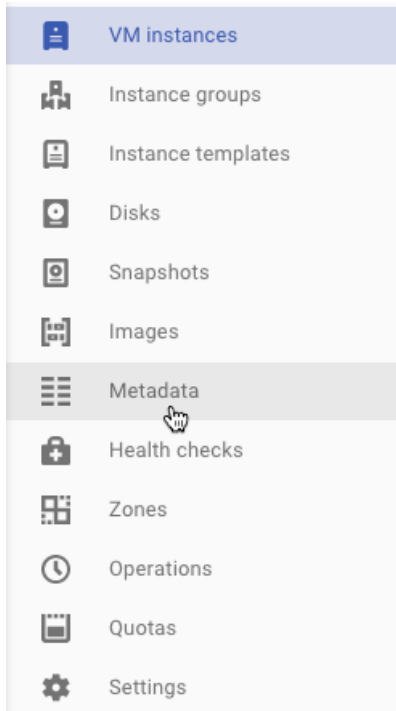 VM instances
Instance groups
Instance templates
Disks
Snapshots
Images
Metadata
Health checks
Zones
Operations
Quotas
Settings